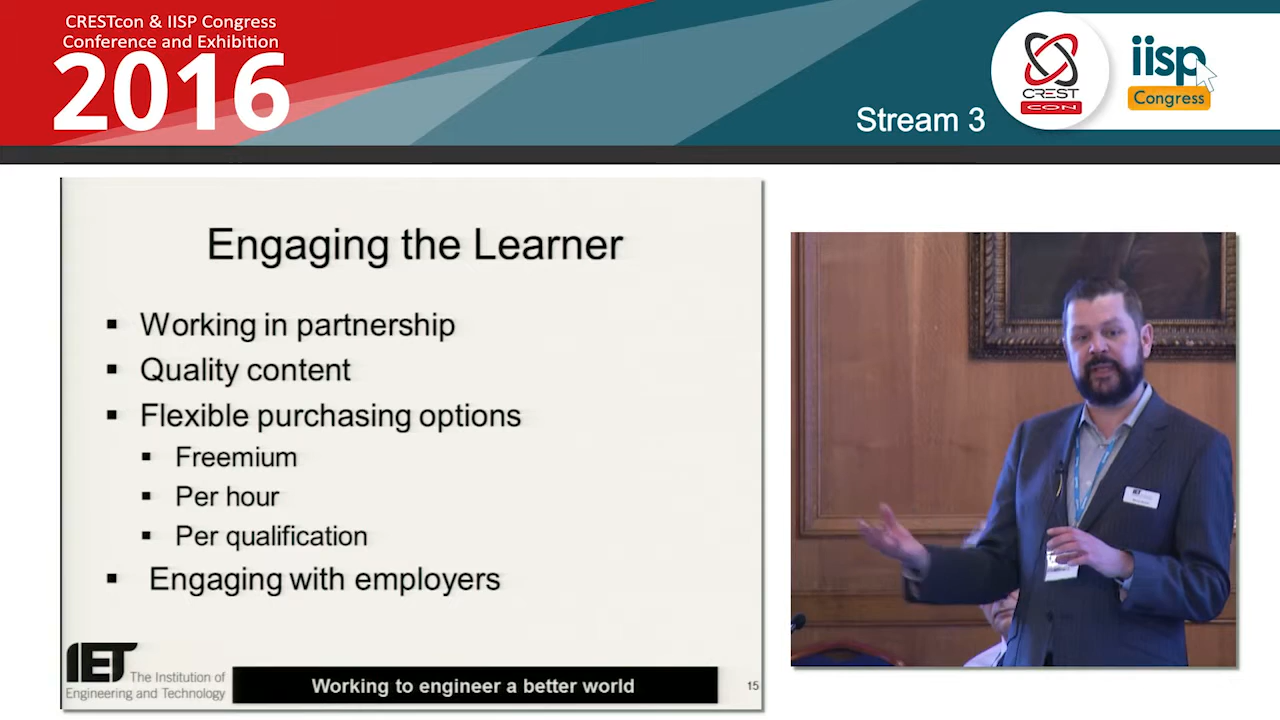 CRESTcon & IISP Congress
Conference and Exhibition
2016
Stream 3
CREST
CON
iisp
Congress
Engaging the Learner
▪ Working in partnership
▪ Quality content
▪ Flexible purchasing options
▪ Freemium
▪ Per hour
▪ Per qualification
▪ Engaging with employers
IET The Institution of
Engineering and Technology
Working to engineer a better world
15
IET